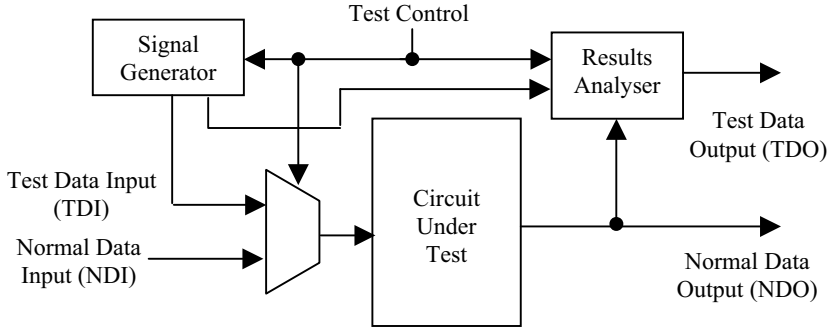 Test Control
Signal
Generator
Results
Analyser
Test Data
Output (TDO)
Test Data Input
(TDI)
Circuit
Under
Test
Normal Data
Input (NDI)
Normal Data
Output (NDO)